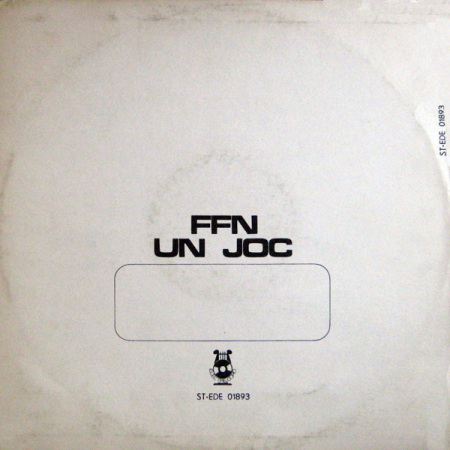 FFN
UN JOC
ST-EDE 01893
ST-EDE 01893